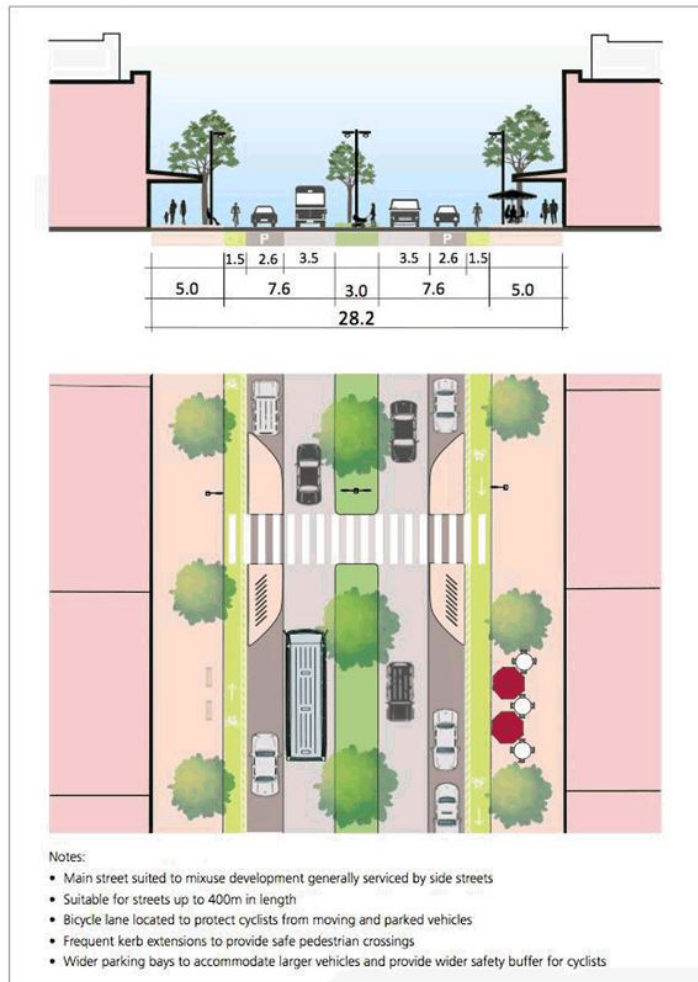 P P
1.5 2.6 3.5 3.5 2.6 1.5
5.0 7.6 3.0 7.6 5.0
28.2
Notes:
• Main street suited to mixuse development generally serviced by side streets
• Suitable for streets up to 400m in length
• Bicycle lane located to protect cyclists from moving and parked vehicles
• Frequent kerb extensions to provide safe pedestrian crossings
• Wider parking bays to accommodate larger vehicles and provide wider safety buffer for cyclists